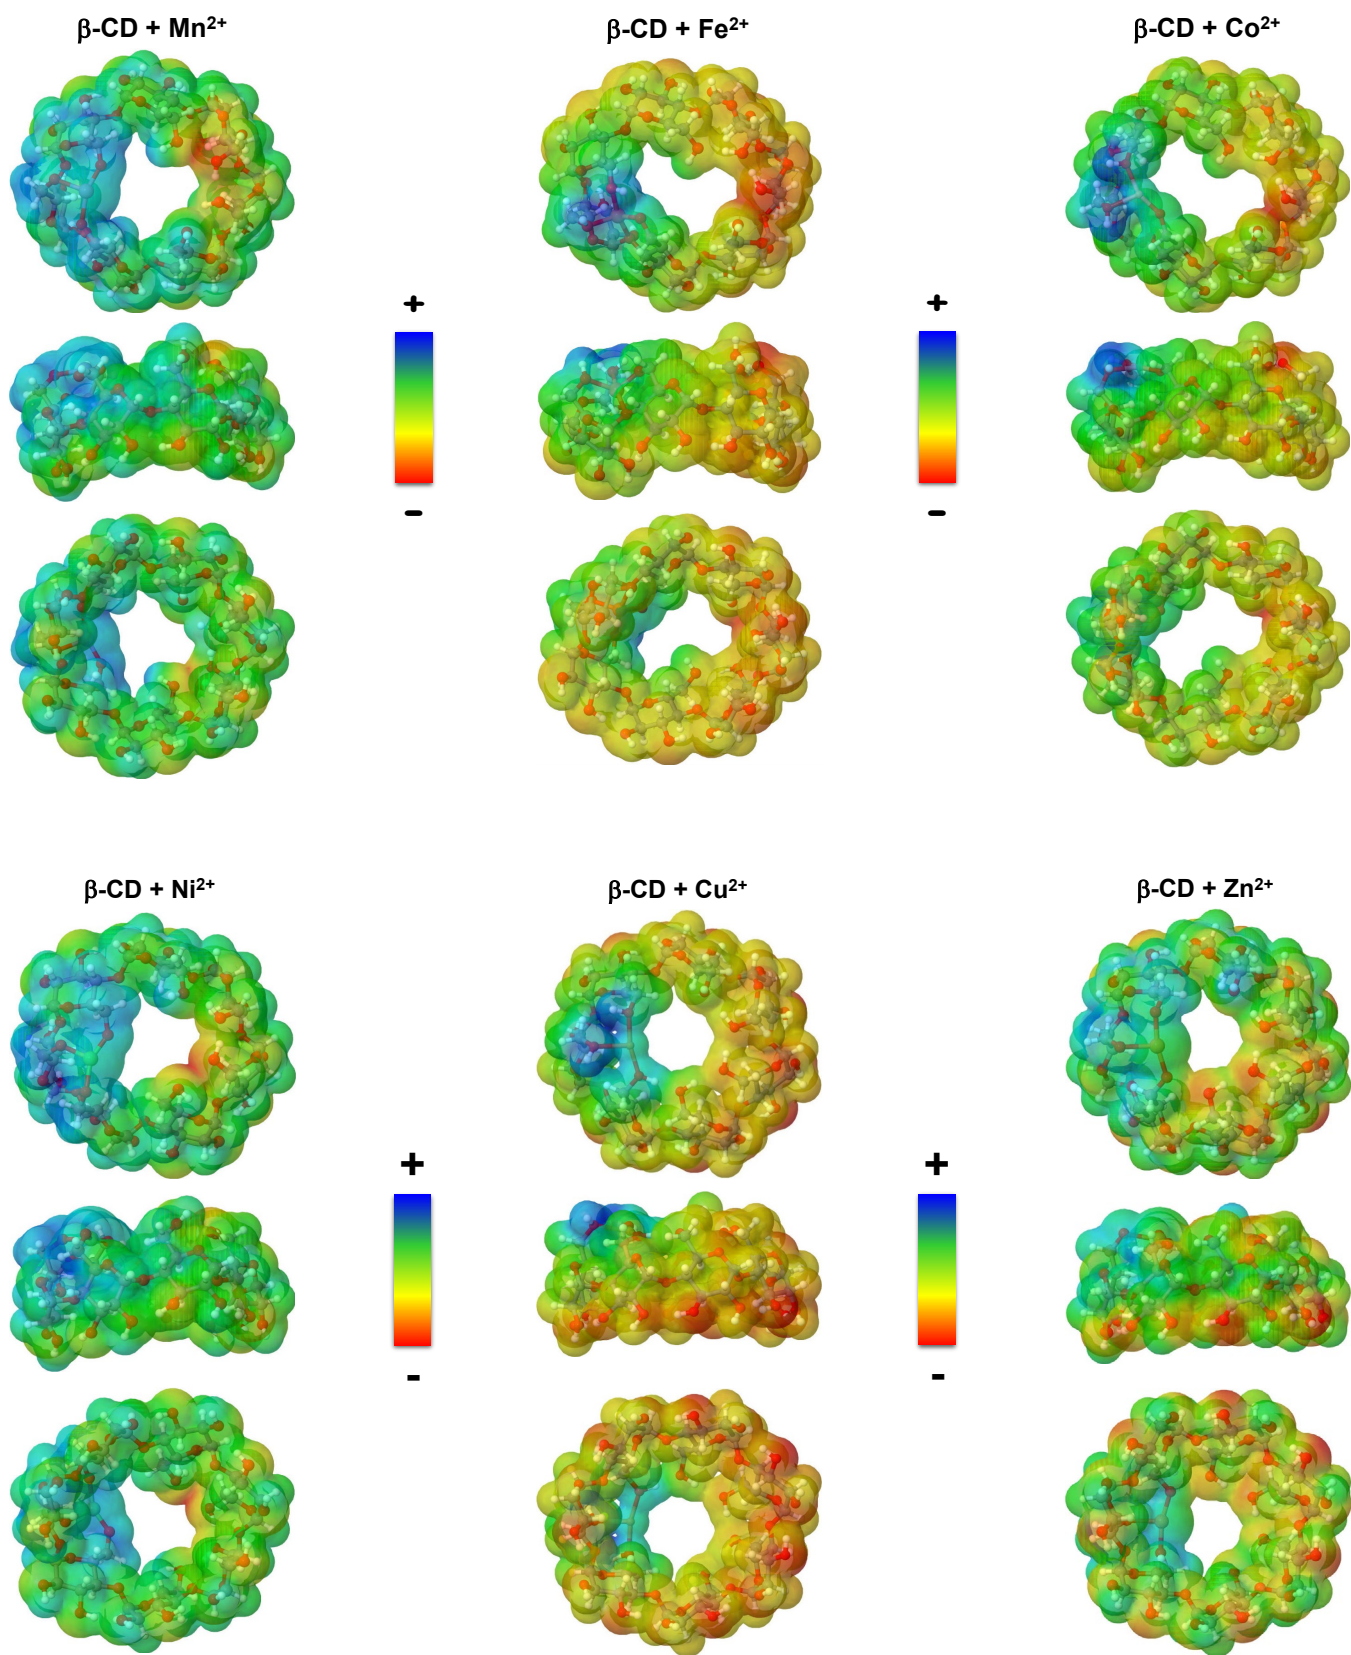 β-CD + Mn²⁺ β-CD + Fe²⁺ β-CD + Co²⁺
+ +
– –
β-CD + Ni²⁺ β-CD + Cu²⁺ β-CD + Zn²⁺
+ +
- -